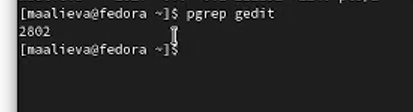 [maalieva@fedora ~]$ pgrep gedit
2802
[maalieva@fedora ~]$